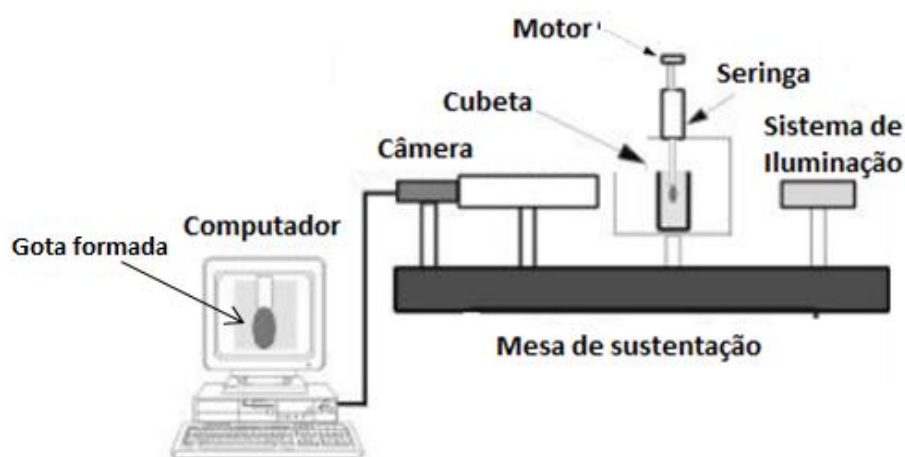 Motor
Seringa
Cubeta
Sistema de
Iluminação
Câmera
Computador
Gota formada
Mesa de sustentação